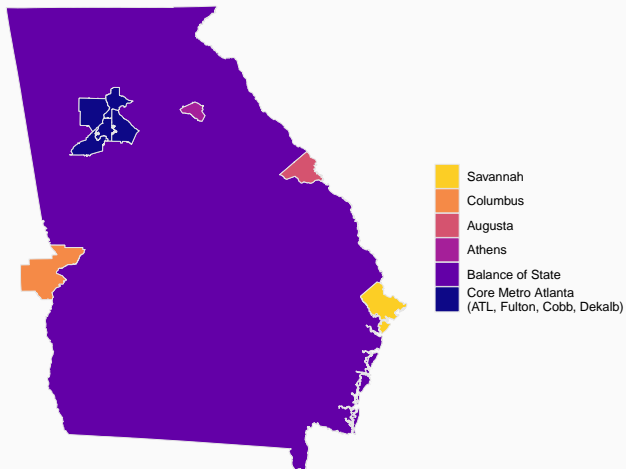 Savannah
Columbus
Augusta
Athens
Balance of State
Core Metro Atlanta
(ATL, Fulton, Cobb, Dekalb)